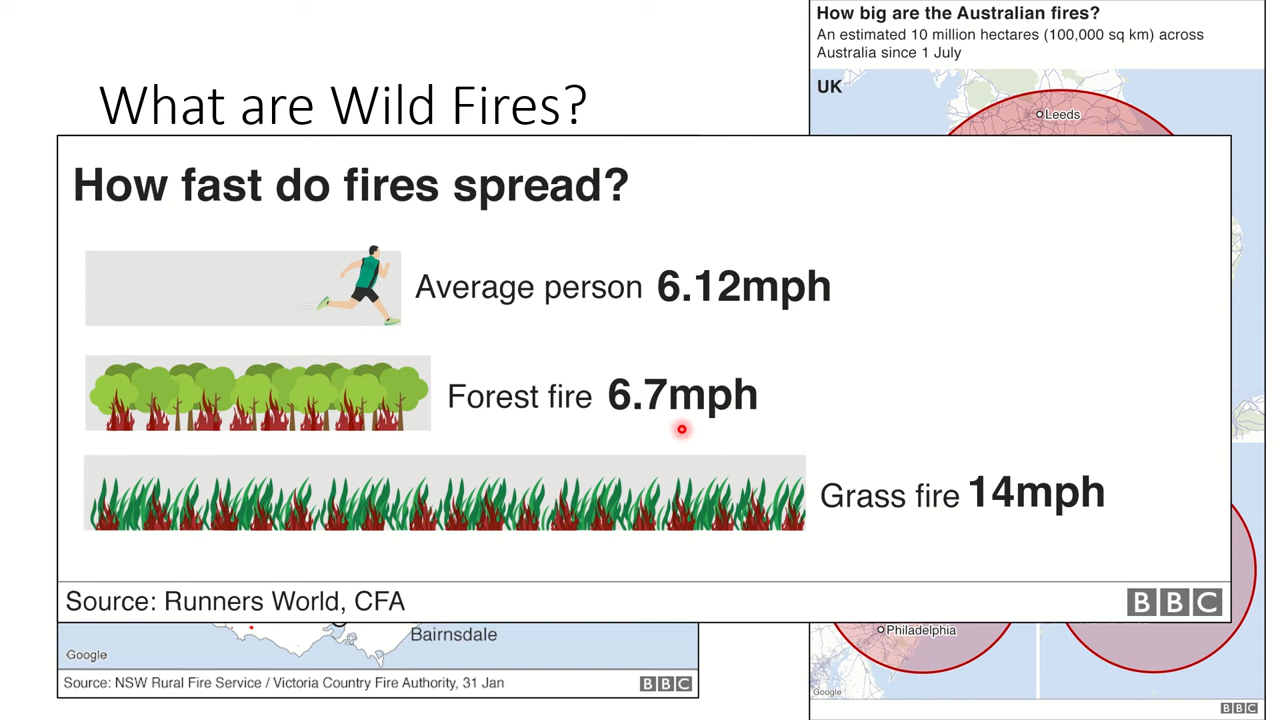 How big are the Australian fires?
An estimated 10 million hectares (100,000 sq km) across
Australia since 1 July
UK
Leeds
What are Wild Fires?
How fast do fires spread?
Average person 6.12mph
Forest fire 6.7mph
Grass fire 14mph
Source: Runners World, CFA
BBC
Bairnsdale
Google
Source: NSW Rural Fire Service / Victoria Country Fire Authority, 31 Jan
BBC
Philadelphia
Google
BBC